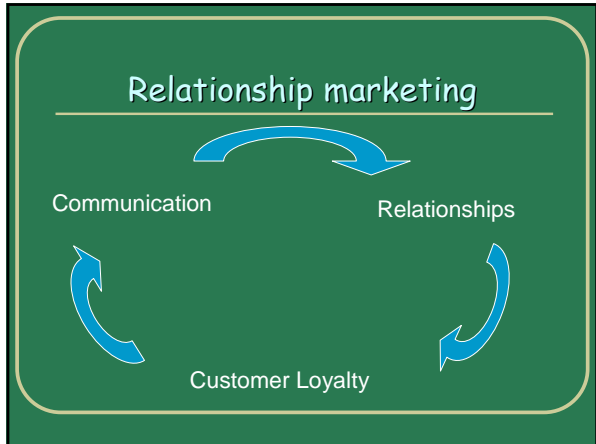 Relationship marketing
Communication
Relationships
Customer Loyalty